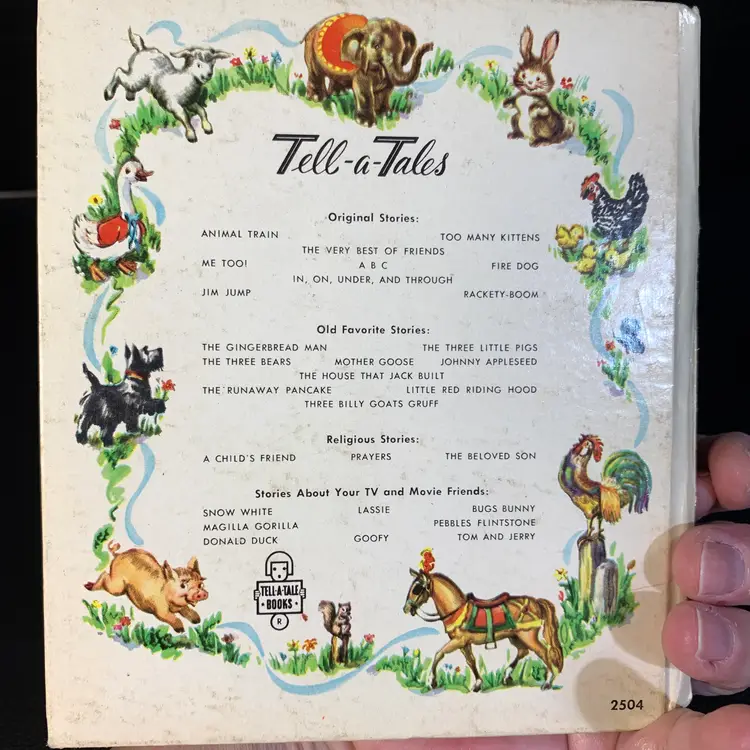 Tell-a-Tales
Original Stories:
ANIMAL TRAIN TOO MANY KITTENS
THE VERY BEST OF FRIENDS
ME TOO! A B C FIRE DOG
IN, ON, UNDER, AND THROUGH
JIM JUMP RACKETY-BOOM
Old Favorite Stories:
THE GINGERBREAD MAN THE THREE LITTLE PIGS
THE THREE BEARS MOTHER GOOSE JOHNNY APPLESEED
THE HOUSE THAT JACK BUILT
THE RUNAWAY PANCAKE LITTLE RED RIDING HOOD
THREE BILLY GOATS GRUFF
Religious Stories:
A CHILD'S FRIEND PRAYERS THE BELOVED SON
Stories About Your TV and Movie Friends:
SNOW WHITE LASSIE BUGS BUNNY
MAGILLA GORILLA PEBBLES FLINTSTONE
DONALD DUCK GOOFY TOM AND JERRY
TELL-A-TALE
BOOKS
R
2504